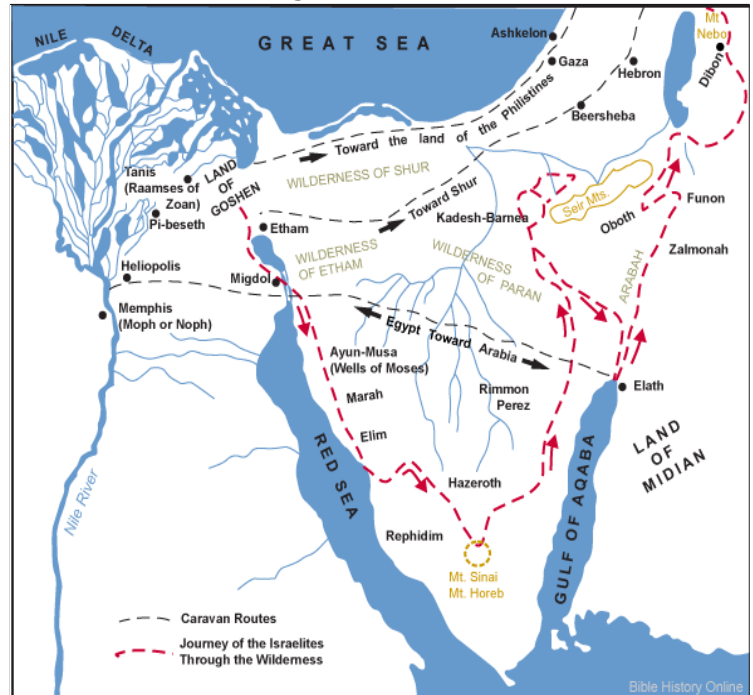 Mt
Nebo
NILE DELTA
GREAT SEA
Ashkelon
Gaza
Hebron
Dibon
Beersheba
Toward the land of the Philistines
Tanis
(Raamses of
Zoan)
LAND
OF
GOSHEN
WILDERNESS OF SHUR
Toward Shur
Seir Mts.
Pi-beseth
Etham
Kadesh-Barnea
Oboth
Funon
Zalmonah
WILDERNESS
OF ETHAM
WILDERNESS
OF PARAN
ARABAH
Heliopolis
Migdol
Memphis
(Moph or Noph)
Egypt Toward Arabia
Ayun-Musa
(Wells of Moses)
Marah
Elim
Rimmon
Perez
Elath
LAND
OF
MIDIAN
RED SEA
Hazeroth
GULF OF AQABA
Nile River
Rephidim
Mt. Sinai
Mt. Horeb
Caravan Routes
Journey of the Israelites
Through the Wilderness
Bible History Online